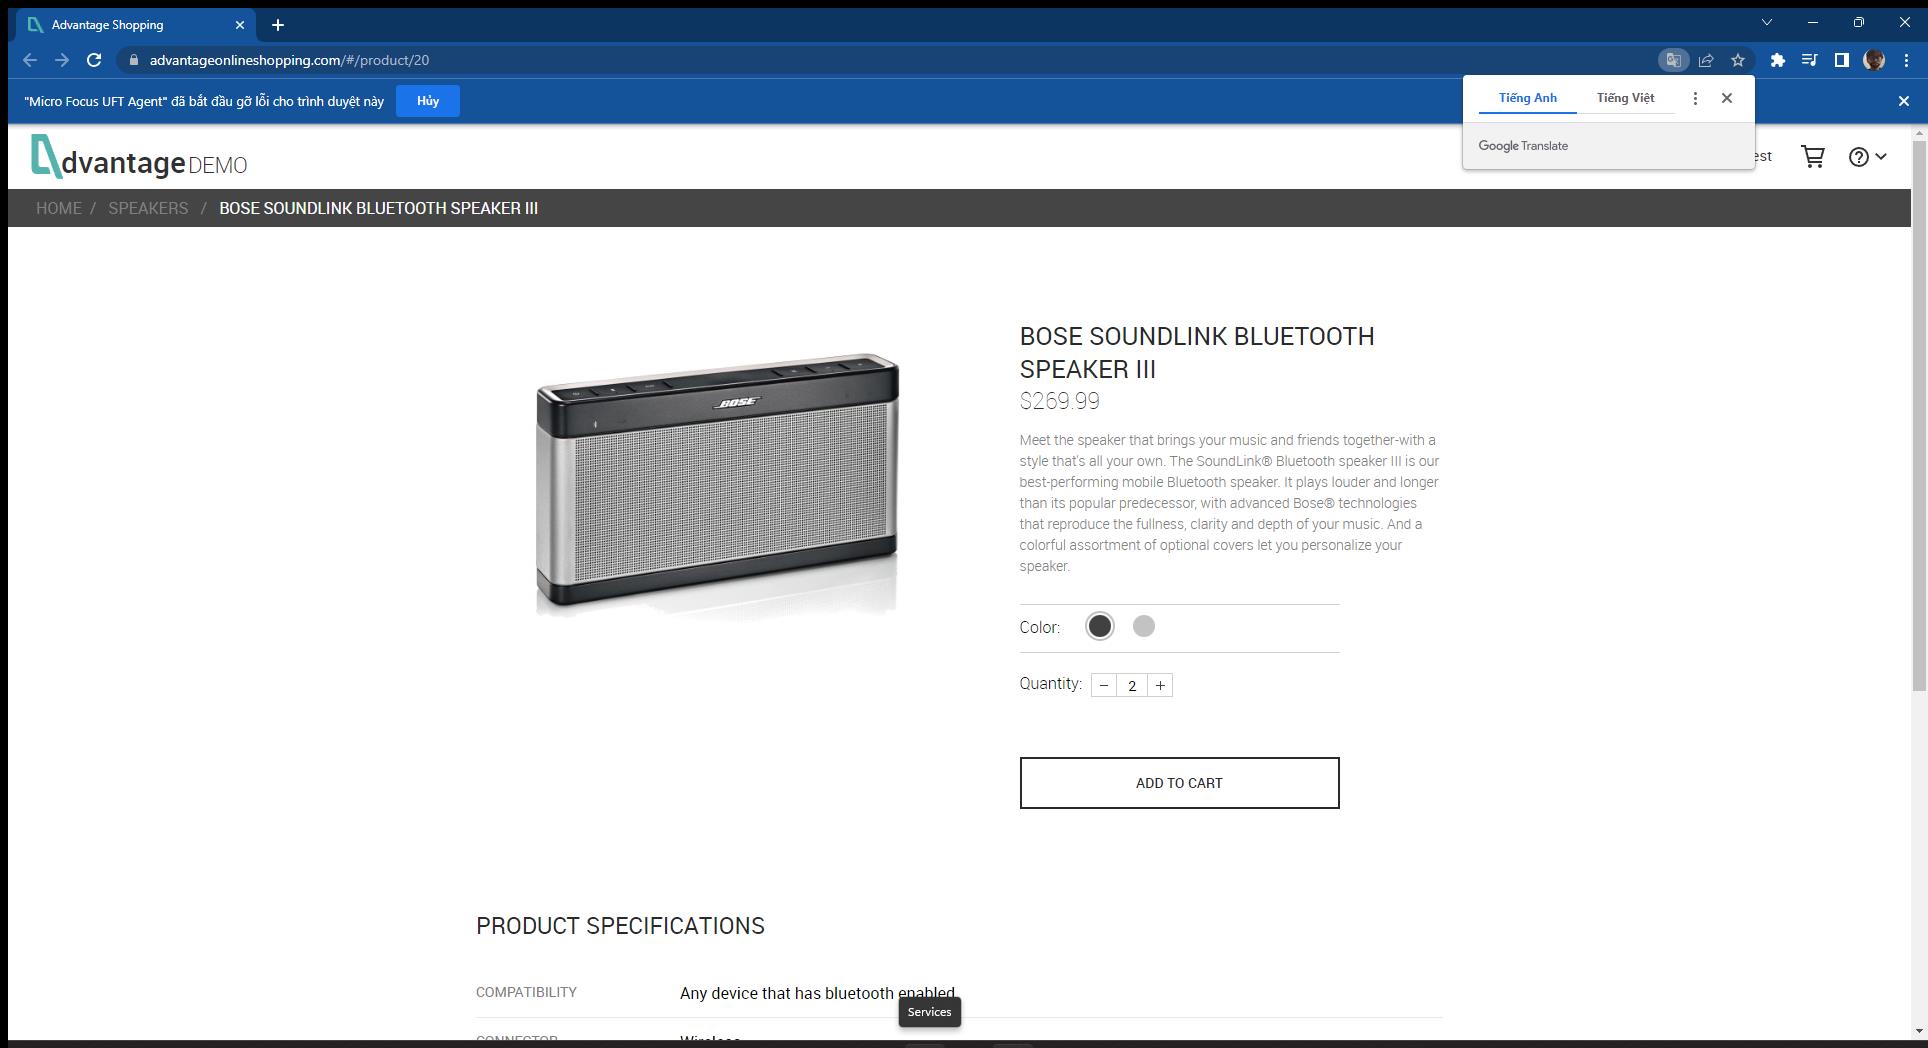 Advantage Shopping
advantageonlineshopping.com/#/product/20
"Micro Focus UFT Agent" đã bắt đầu gỡ lỗi cho trình duyệt này
Hủy
Tiếng Anh
Tiếng Việt
Google Translate
dvantage DEMO
est
HOME / SPEAKERS / BOSE SOUNDLINK BLUETOOTH SPEAKER III
BOSE
BOSE SOUNDLINK BLUETOOTH
SPEAKER III
$269.99
Meet the speaker that brings your music and friends together-with a
style that's all your own. The SoundLink® Bluetooth speaker III is our
best-performing mobile Bluetooth speaker. It plays louder and longer
than its popular predecessor, with advanced Bose® technologies
that reproduce the fullness, clarity and depth of your music. And a
colorful assortment of optional covers let you personalize your
speaker.
Color:
Quantity: − 2 +
ADD TO CART
PRODUCT SPECIFICATIONS
COMPATIBILITY
Any device that has bluetooth enabled
Services
CONNECTOR
Wireless